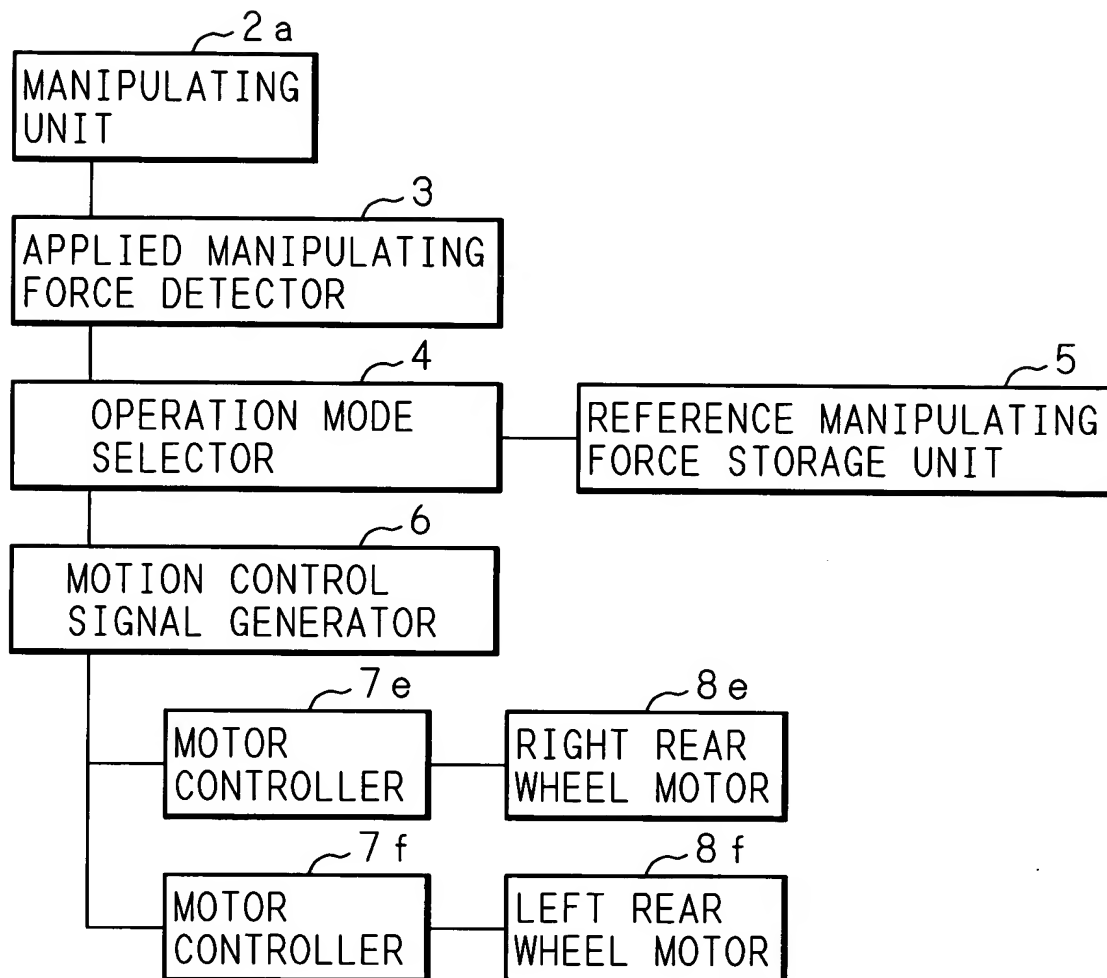 2a
MANIPULATING
UNIT
3
APPLIED MANIPULATING
FORCE DETECTOR
4
OPERATION MODE
SELECTOR
5
REFERENCE MANIPULATING
FORCE STORAGE UNIT
6
MOTION CONTROL
SIGNAL GENERATOR
7e
MOTOR
CONTROLLER
8e
RIGHT REAR
WHEEL MOTOR
7f
MOTOR
CONTROLLER
8f
LEFT REAR
WHEEL MOTOR